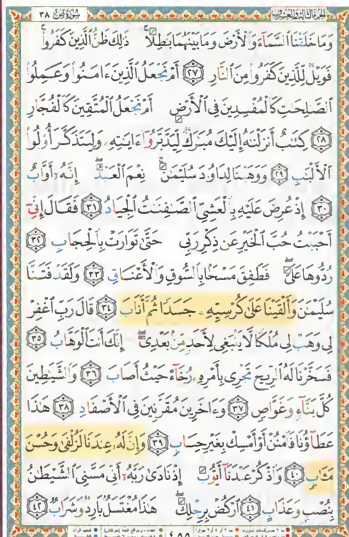 سُورَةُ صٓ ٣٨
وَمَا خَلَقْنَا ٱلسَّمَآءَ وَٱلْأَرْضَ وَمَا بَيْنَهُمَا بَٰطِلًا ۚ ذَٰلِكَ ظَنُّ ٱلَّذِينَ كَفَرُوا۟ ۚ
فَوَيْلٌ لِّلَّذِينَ كَفَرُوا۟ مِنَ ٱلنَّارِ ٢٧ أَمْ نَجْعَلُ ٱلَّذِينَ ءَامَنُوا۟ وَعَمِلُوا۟
ٱلصَّٰلِحَٰتِ كَٱلْمُفْسِدِينَ فِى ٱلْأَرْضِ أَمْ نَجْعَلُ ٱلْمُتَّقِينَ كَٱلْفُجَّارِ
٢٨ كِتَٰبٌ أَنزَلْنَٰهُ إِلَيْكَ مُبَٰرَكٌ لِّيَدَّبَّرُوٓا۟ ءَايَٰتِهِۦ وَلِيَتَذَكَّرَ أُو۟لُوا۟
ٱلْأَلْبَٰبِ ٢٩ وَوَهَبْنَا لِدَاوُۥدَ سُلَيْمَٰنَ ۚ نِعْمَ ٱلْعَبْدُ ۖ إِنَّهُۥٓ أَوَّابٌ
٣٠ إِذْ عُرِضَ عَلَيْهِ بِٱلْعَشِىِّ ٱلصَّٰفِنَٰتُ ٱلْجِيَادُ ٣١ فَقَالَ إِنِّىٓ
أَحْبَبْتُ حُبَّ ٱلْخَيْرِ عَن ذِكْرِ رَبِّى حَتَّىٰ تَوَارَتْ بِٱلْحِجَابِ ٣٢
رُدُّوهَا عَلَىَّ ۖ فَطَفِقَ مَسْحًۢا بِٱلسُّوقِ وَٱلْأَعْنَاقِ ٣٣ وَلَقَدْ فَتَنَّا
سُلَيْمَٰنَ وَأَلْقَيْنَا عَلَىٰ كُرْسِيِّهِۦ جَسَدًا ثُمَّ أَنَابَ ٣٤ قَالَ رَبِّ ٱغْفِرْ
لِى وَهَبْ لِى مُلْكًا لَّا يَنۢبَغِى لِأَحَدٍ مِّنۢ بَعْدِىٓ ۖ إِنَّكَ أَنتَ ٱلْوَهَّابُ ٣٥
فَسَخَّرْنَا لَهُ ٱلرِّيحَ تَجْرِى بِأَمْرِهِۦ رُخَآءً حَيْثُ أَصَابَ ٣٦ وَٱلشَّيَٰطِينَ
كُلَّ بَنَّآءٍ وَغَوَّاصٍ ٣٧ وَءَاخَرِينَ مُقَرَّنِينَ فِى ٱلْأَصْفَادِ ٣٨ هَٰذَا
عَطَآؤُنَا فَٱمْنُنْ أَوْ أَمْسِكْ بِغَيْرِ حِسَابٍ ٣٩ وَإِنَّ لَهُۥ عِندَنَا لَزُلْفَىٰ وَحُسْنَ
مَـَٔابٍ ٤٠ وَٱذْكُرْ عَبْدَنَآ أَيُّوبَ إِذْ نَادَىٰ رَبَّهُۥٓ أَنِّى مَسَّنِىَ ٱلشَّيْطَٰنُ
بِنُصْبٍ وَعَذَابٍ ٤١ ٱرْكُضْ بِرِجْلِكَ ۖ هَٰذَا مُغْتَسَلٌۢ بَارِدٌ وَشَرَابٌ ٤٢
٤٥٥